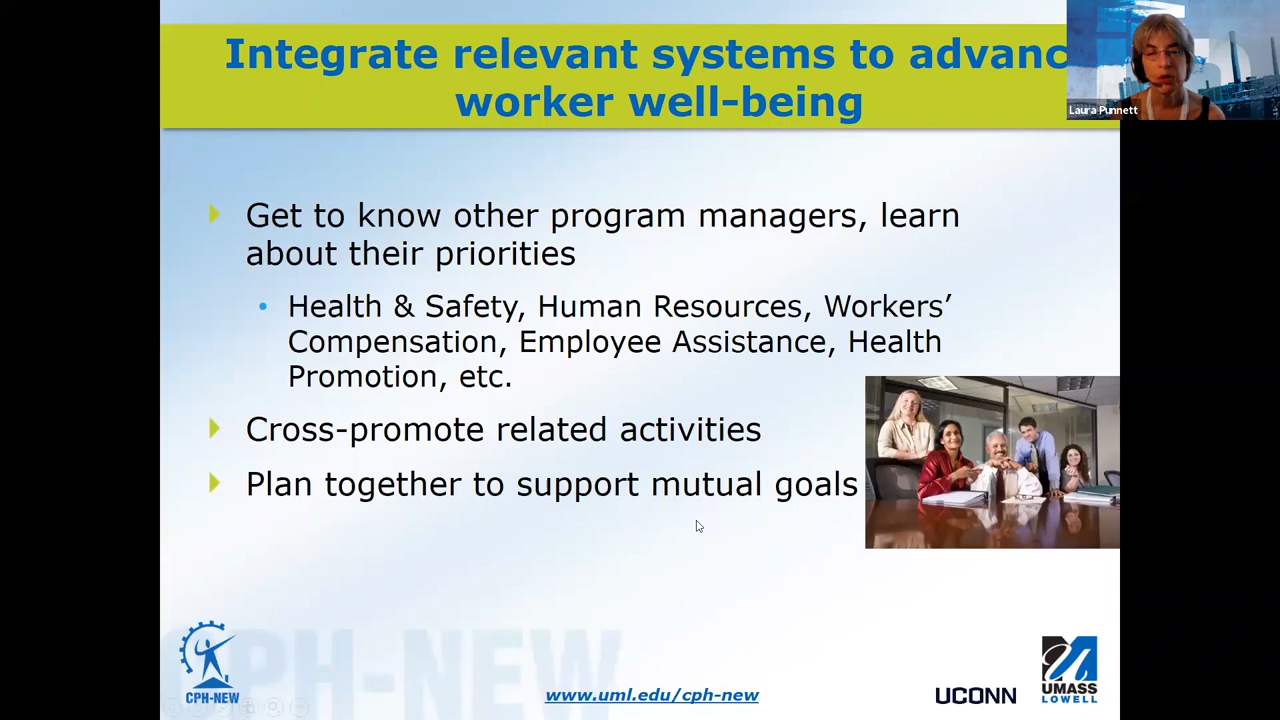 Integrate relevant systems to advanc
worker well-being
Laura Punnett
Get to know other program managers, learn
about their priorities
Health & Safety, Human Resources, Workers’
Compensation, Employee Assistance, Health
Promotion, etc.
Cross-promote related activities
Plan together to support mutual goals
CPH-NEW
CPH-NEW
www.uml.edu/cph-new
UCONN
UMASS
LOWELL